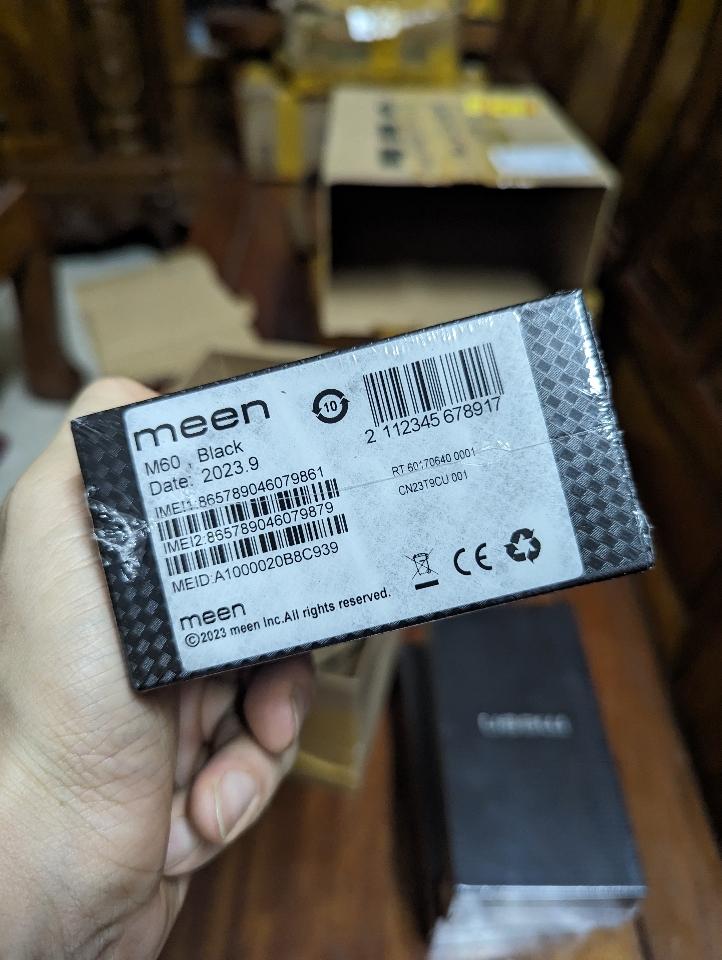 meen
10
M60 , Black
Date: 2023.9
2 112345 678917
IMEI1:865789046079861
IMEI2:865789046079879
MEID:A1000020B8C939
RT 60170640 0001
CN23T9CU 001
CE
meen
©2023 meen Inc.All rights reserved.